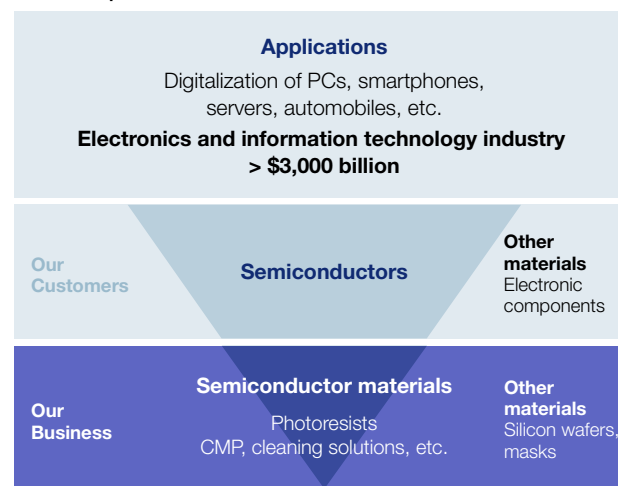 Applications
Digitalization of PCs, smartphones,
servers, automobiles, etc.
Electronics and information technology industry
> $3,000 billion
Our
Customers
Semiconductors
Other
materials
Electronic
components
Our
Business
Semiconductor materials
Photoresists
CMP, cleaning solutions, etc.
Other
materials
Silicon wafers,
masks